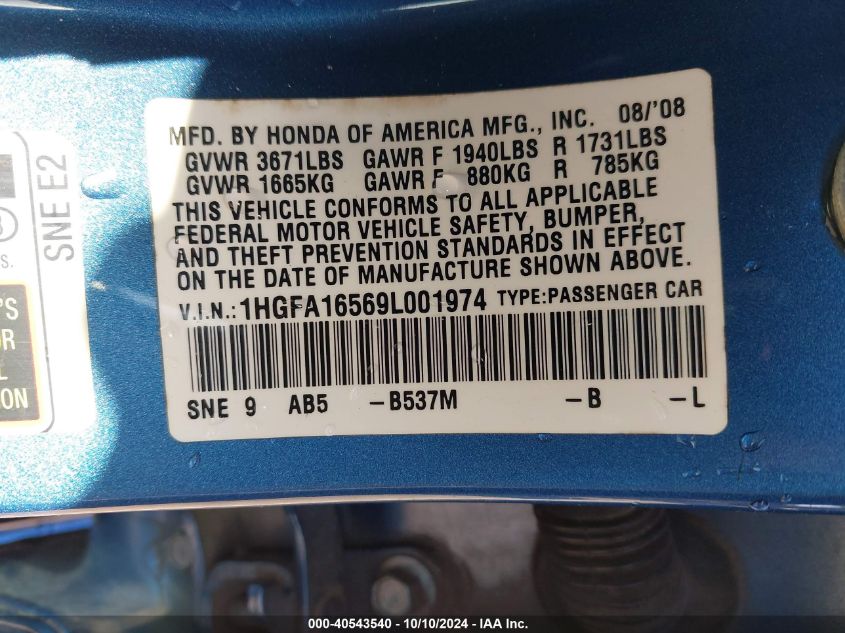 MFD. BY HONDA OF AMERICA MFG., INC. 08/'08
GVWR 3671LBS GAWR F 1940LBS R 1731LBS
GVWR 1665KG GAWR F 880KG R 785KG
THIS VEHICLE CONFORMS TO ALL APPLICABLE
FEDERAL MOTOR VEHICLE SAFETY, BUMPER,
AND THEFT PREVENTION STANDARDS IN EFFECT
ON THE DATE OF MANUFACTURE SHOWN ABOVE.
V.I.N.:1HGFA16569L001974 TYPE:PASSENGER CAR
SNE 9 AB5 -B537M -B -L
SNE E2
000-40543540 - 10/10/2024 - IAA Inc.